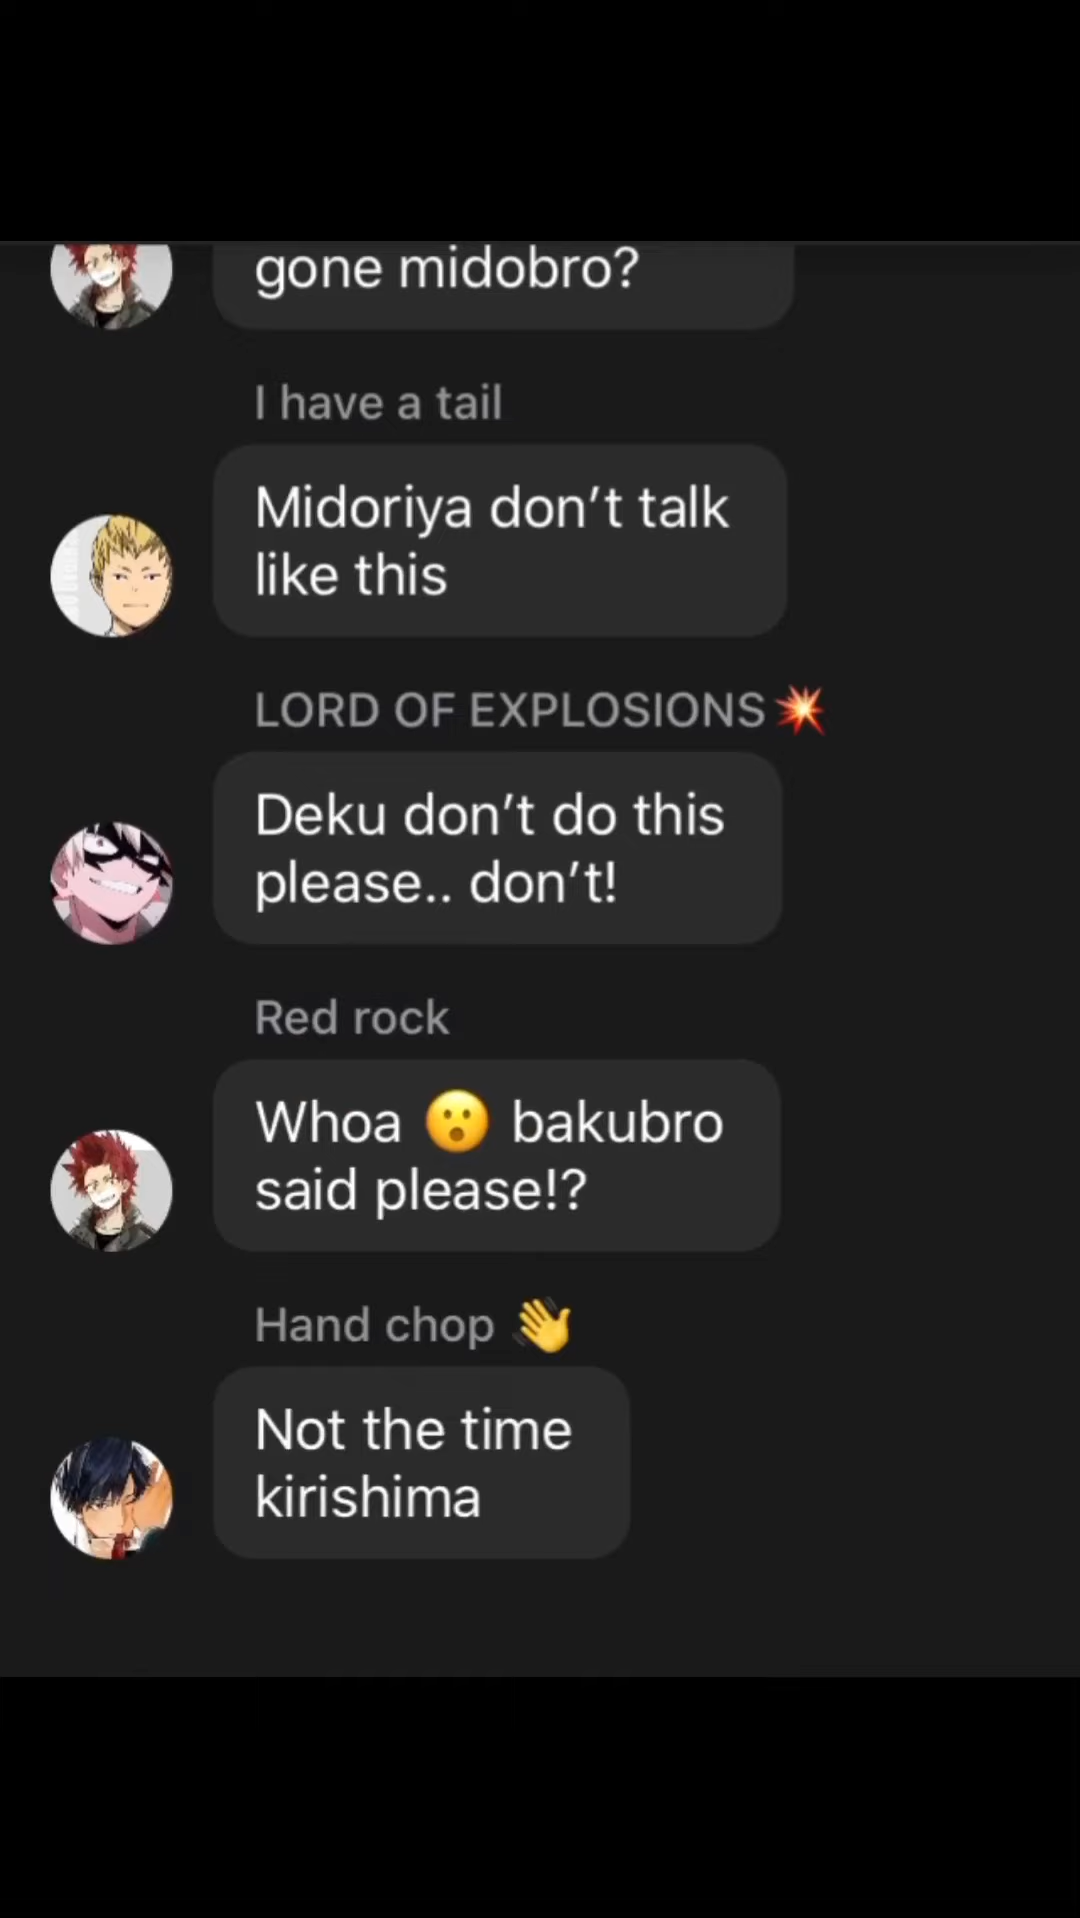 gone midobro?
I have a tail
Midoriya don’t talk
like this
LORD OF EXPLOSIONS💥
Deku don’t do this
please.. don’t!
Red rock
Whoa 😮 bakubro
said please!?
Hand chop 👋
Not the time
kirishima